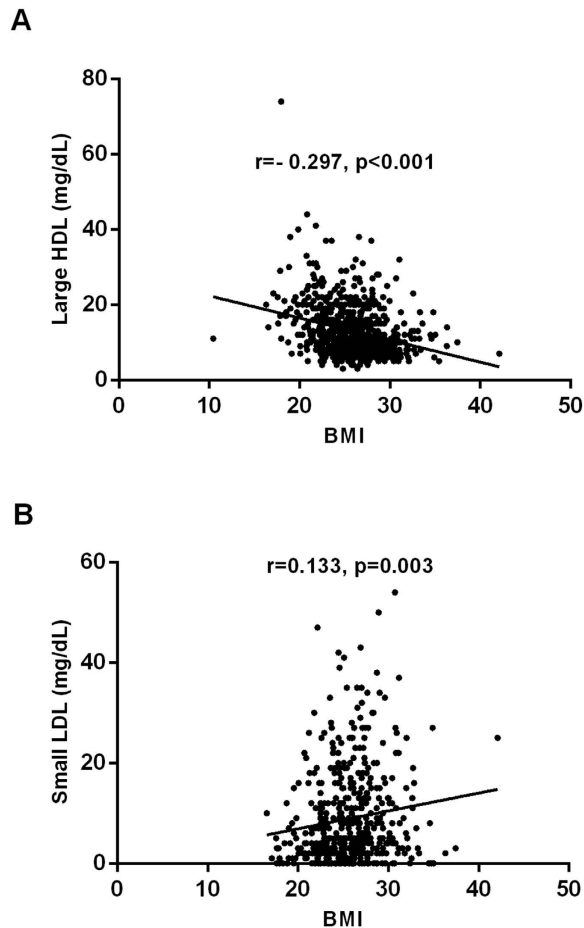 A
80
60
40
20
0
Large HDL (mg/dL)
r=- 0.297, p<0.001
0 10 20 30 40 50
BMI
B
60
40
20
0
Small LDL (mg/dL)
r=0.133, p=0.003
0 10 20 30 40 50
BMI